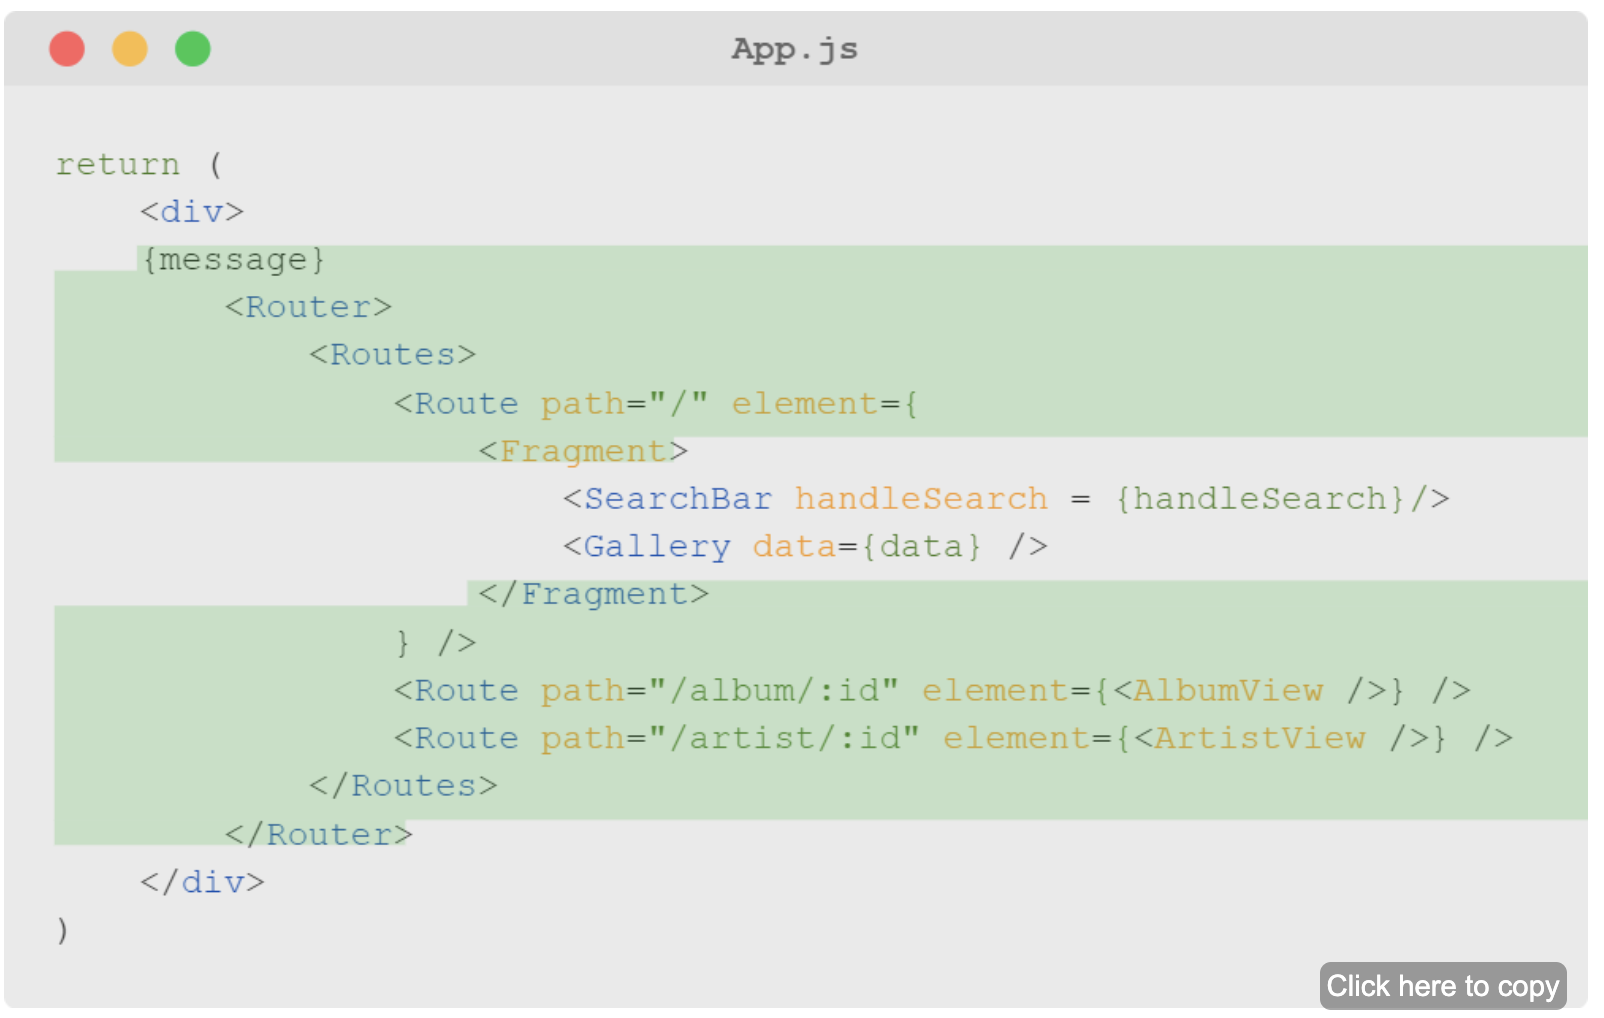 App.js
return (
    <div>
    {message}
        <Router>
            <Routes>
                <Route path="/" element={
                    <Fragment>
                        <SearchBar handleSearch = {handleSearch}/>
                        <Gallery data={data} />
                    </Fragment>
                } />
                <Route path="/album/:id" element={<AlbumView />} />
                <Route path="/artist/:id" element={<ArtistView />} />
            </Routes>
        </Router>
    </div>
)
Click here to copy